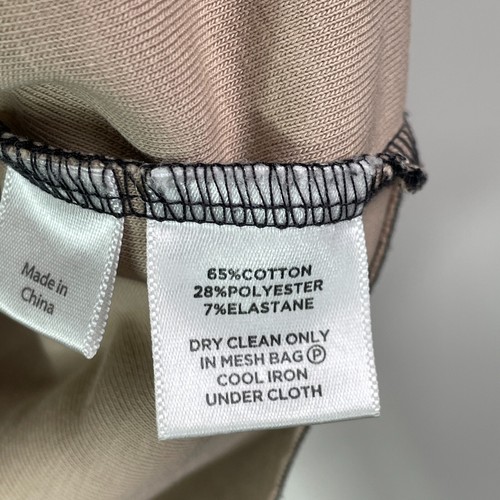 Made in
China
65%COTTON
28%POLYESTER
7%ELASTANE
DRY CLEAN ONLY
IN MESH BAG Ⓟ
COOL IRON
UNDER CLOTH